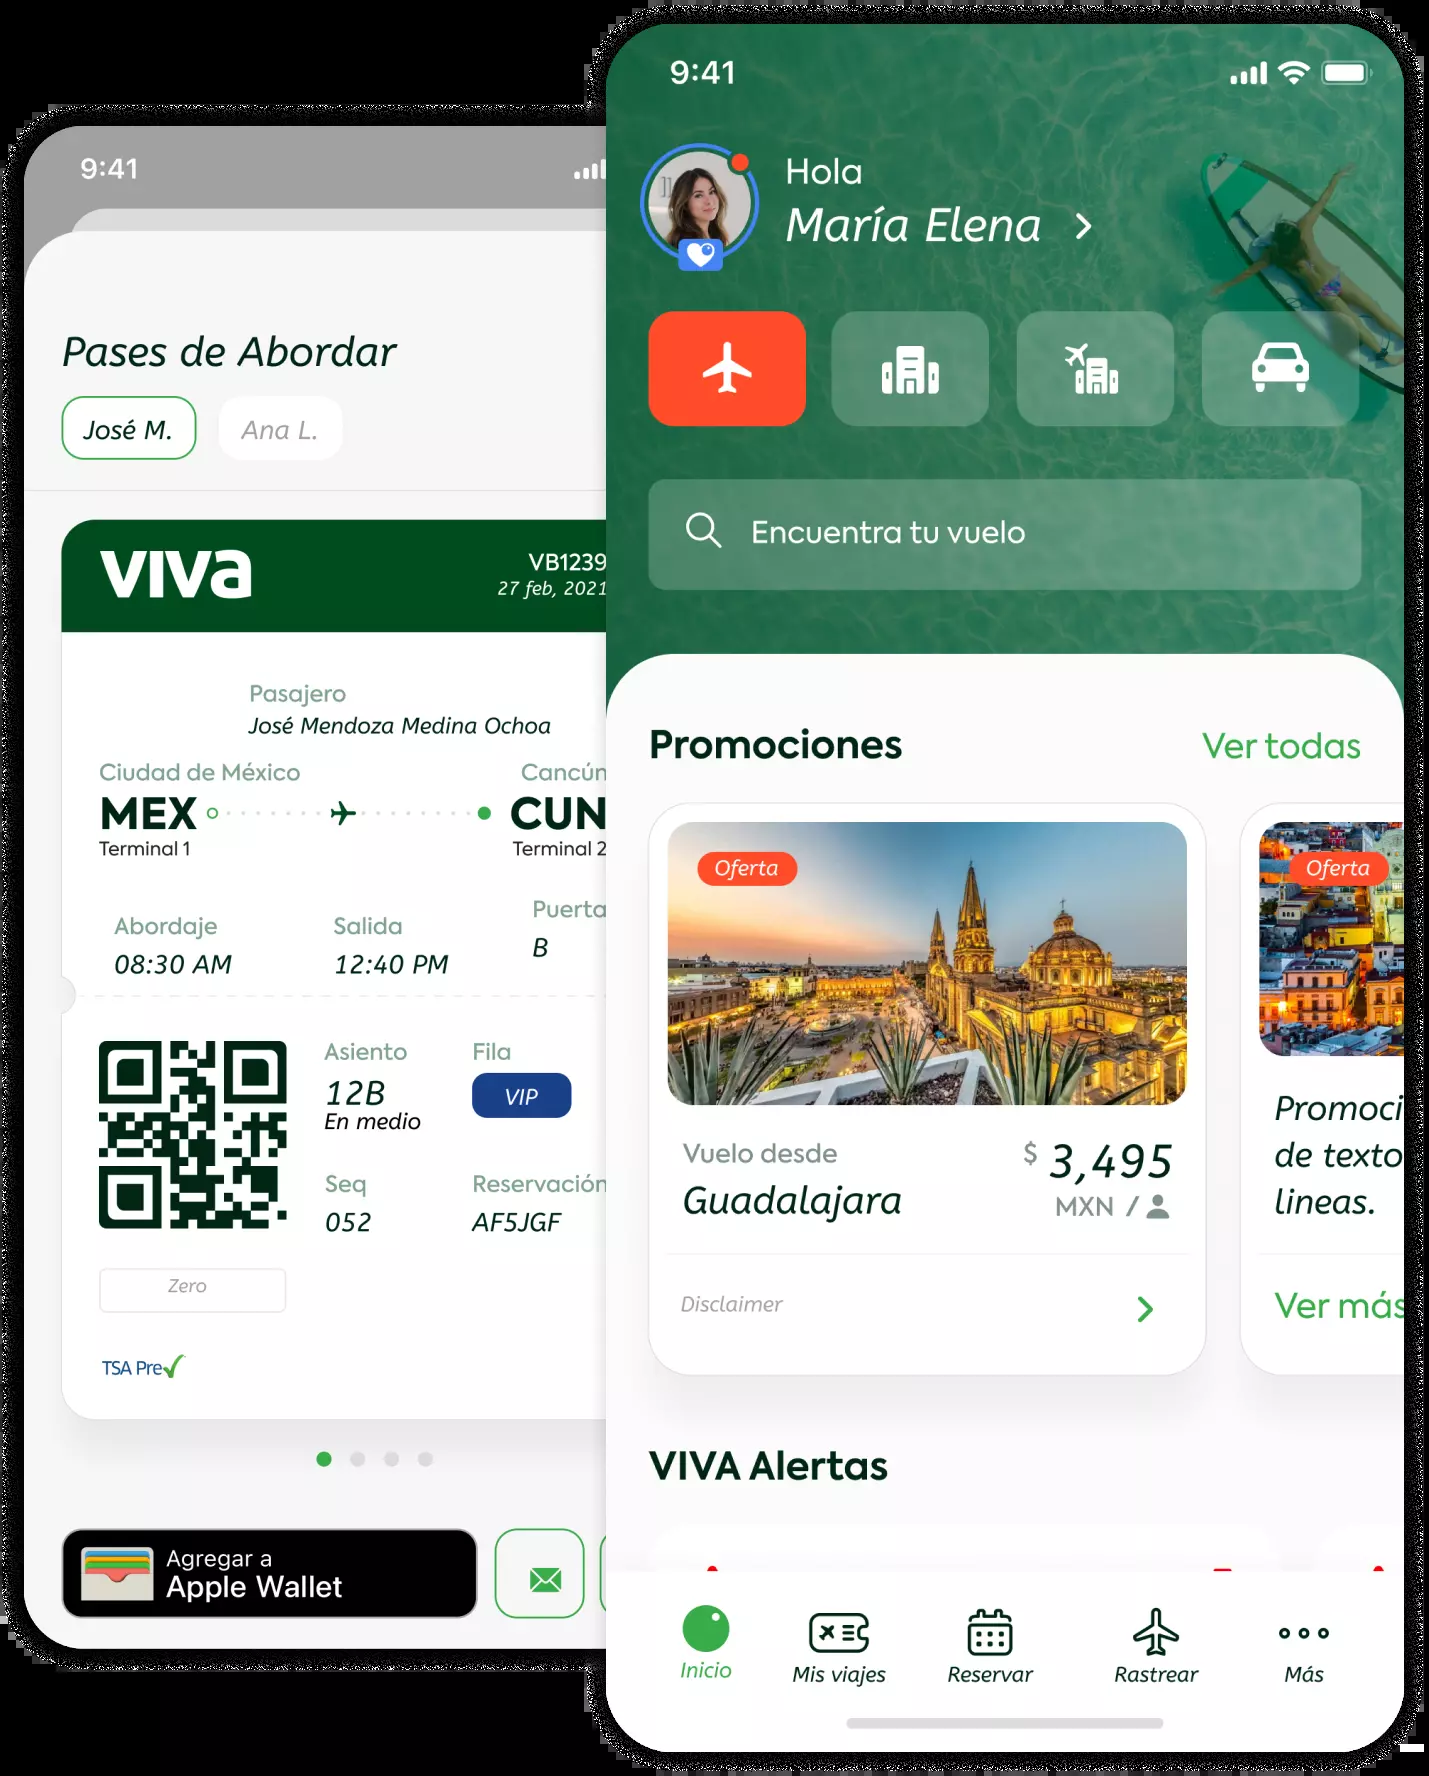 9:41
Pases de Abordar
José M.
Ana L.
VIVa
VB1239
27 feb, 2021
Pasajero
José Mendoza Medina Ochoa
Ciudad de México
Cancún
MEX
CUN
Terminal 1
Terminal 2
Abordaje
Salida
Puerta
08:30 AM
12:40 PM
B
Asiento
Fila
12B
VIP
En medio
Seq
Reservación
052
AF5JGF
Zero
TSA Pre
Agregar a
Apple Wallet
9:41
Hola
María Elena
Encuentra tu vuelo
Promociones
Ver todas
Oferta
Vuelo desde
$ 3,495
Guadalajara
MXN /
Disclaimer
Oferta
Promoci
de texto
lineas.
Ver más
VIVA Alertas
Inicio
Mis viajes
Reservar
Rastrear
Más